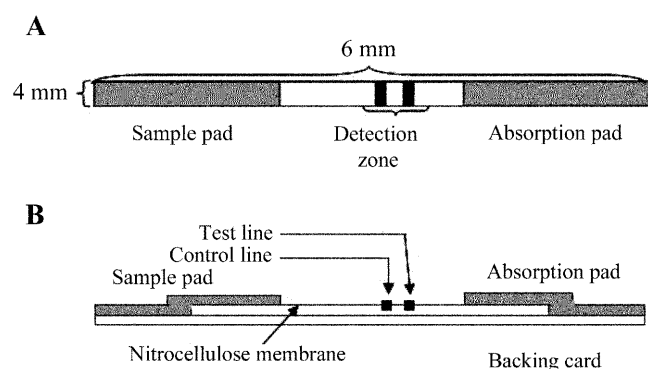 A
6 mm
4 mm
Sample pad
Detection
zone
Absorption pad
B
Test line
Control line
Sample pad
Absorption pad
Nitrocellulose membrane
Backing card